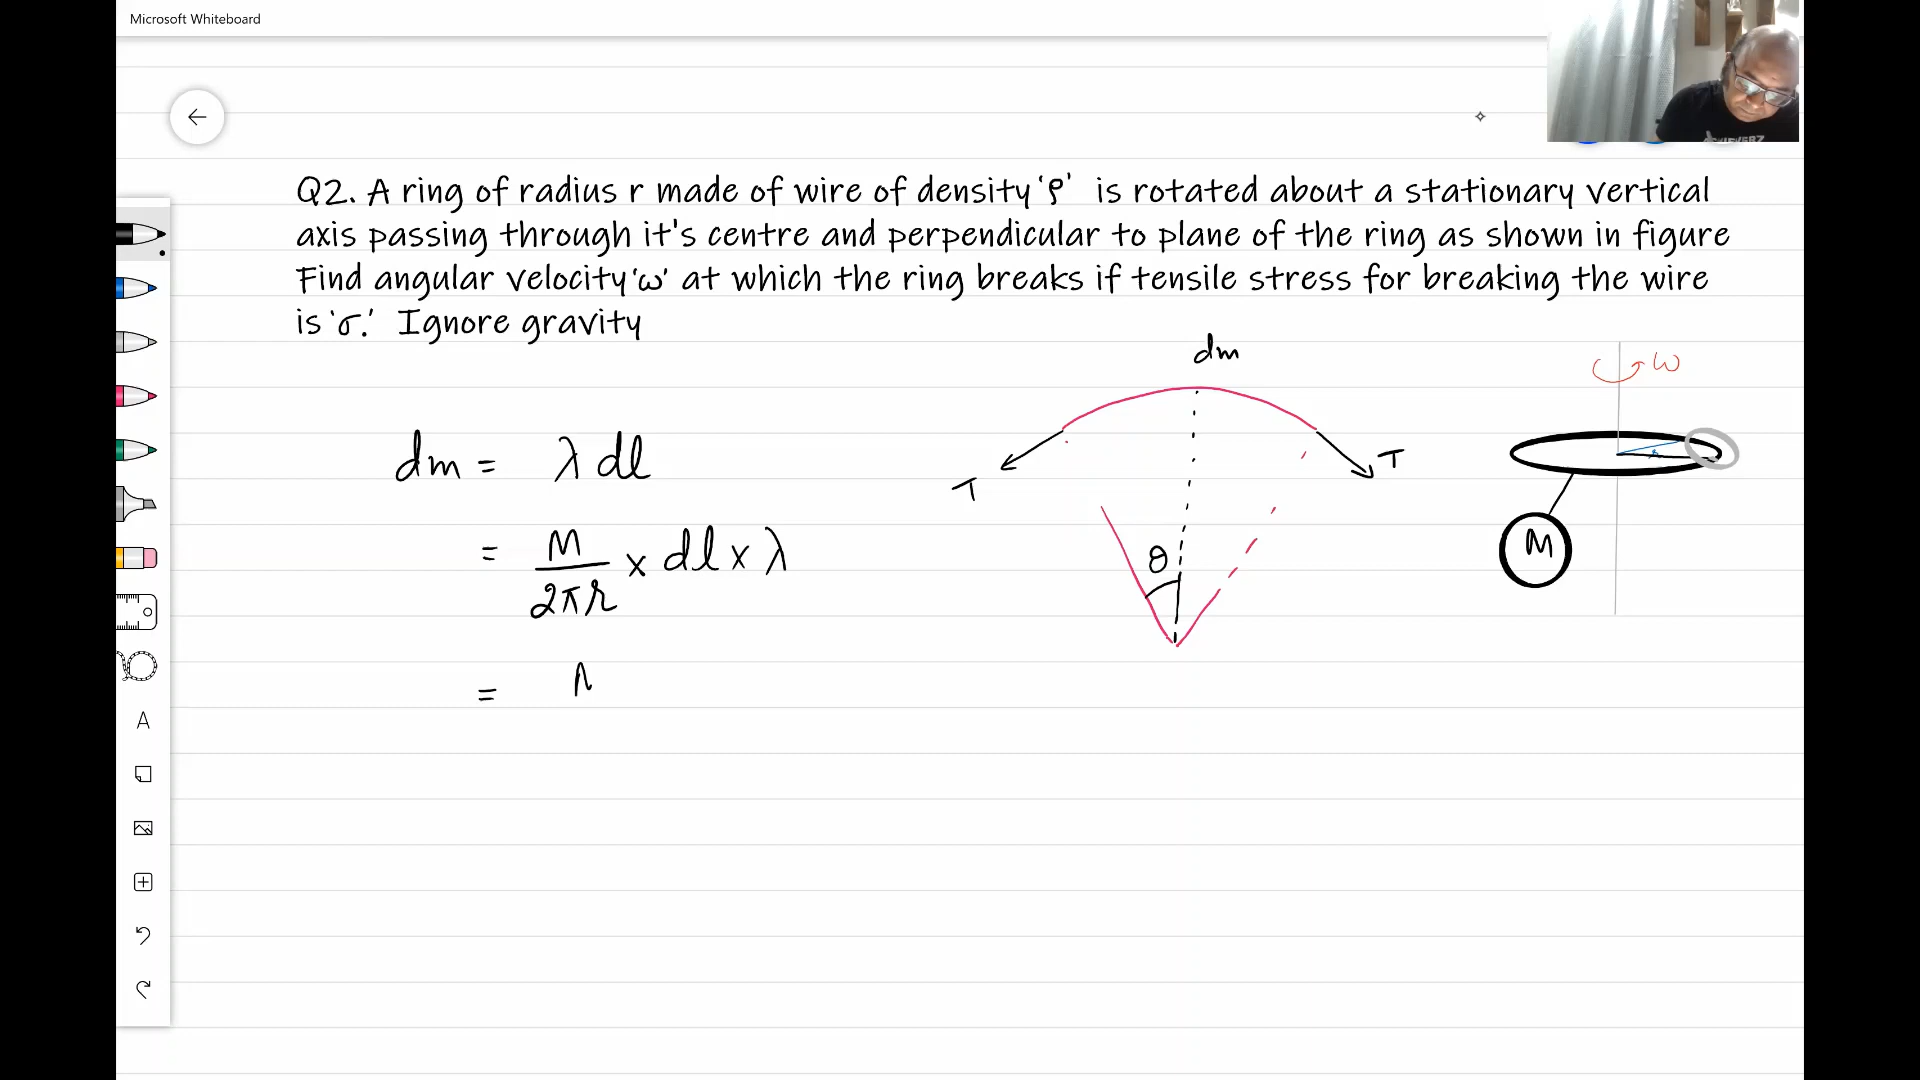 Microsoft Whiteboard
Q2. A ring of radius r made of wire of density 'ρ' is rotated about a stationary vertical
axis passing through it's centre and perpendicular to plane of the ring as shown in figure
Find angular velocity 'ω' at which the ring breaks if tensile stress for breaking the wire
is 'σ.' Ignore gravity
dm
ω
dm = λ dl
T
T
= M/2πr × dl × λ
θ
M
=
A